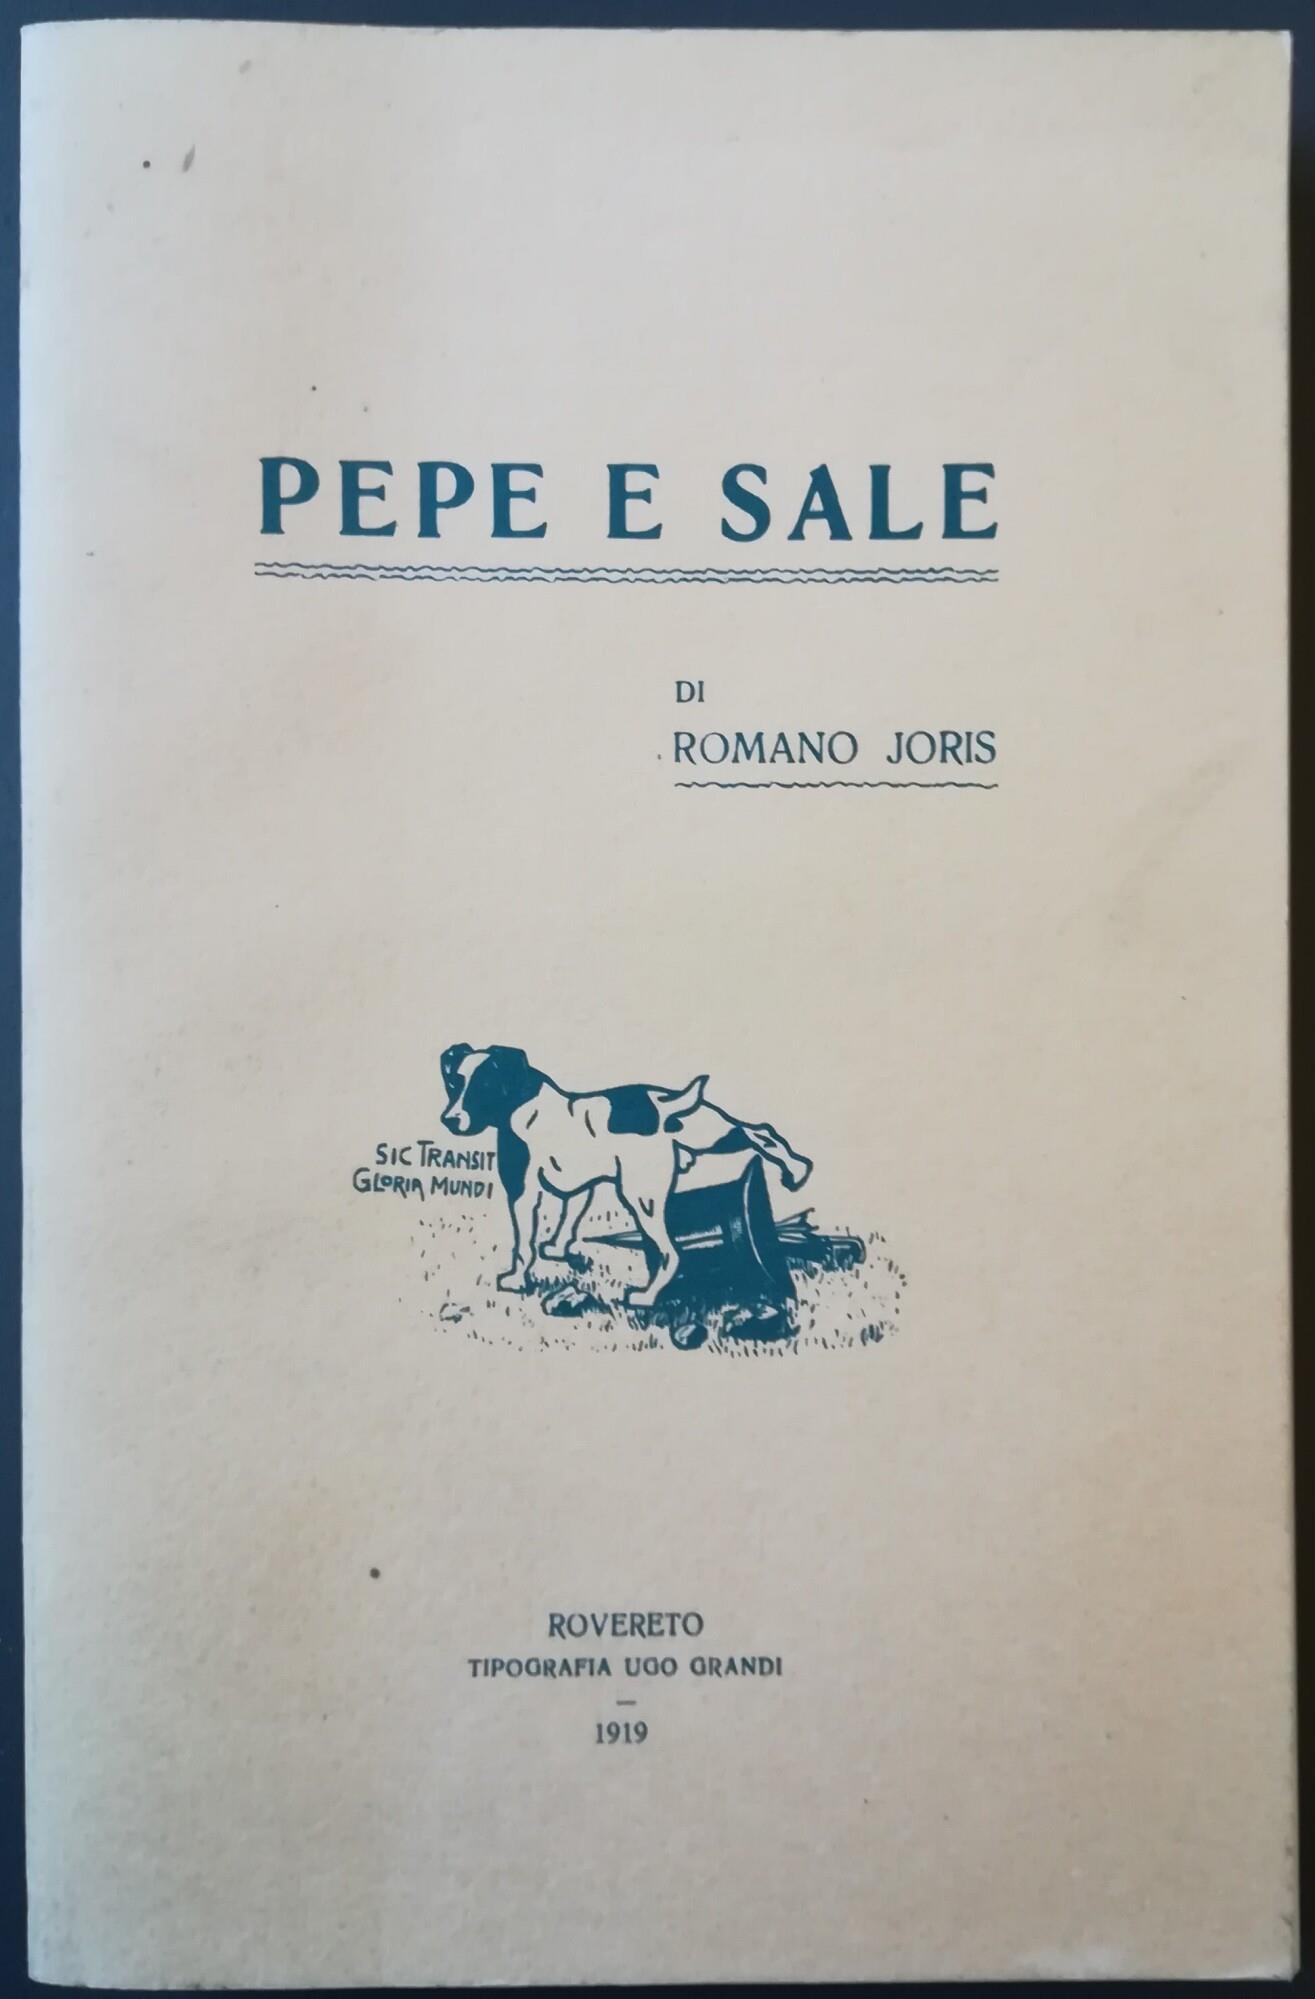 PEPE E SALE
DI
ROMANO JORIS
SIC TRANSIT
GLORIA MUNDI
ROVERETO
TIPOGRAFIA UGO GRANDI
—
1919